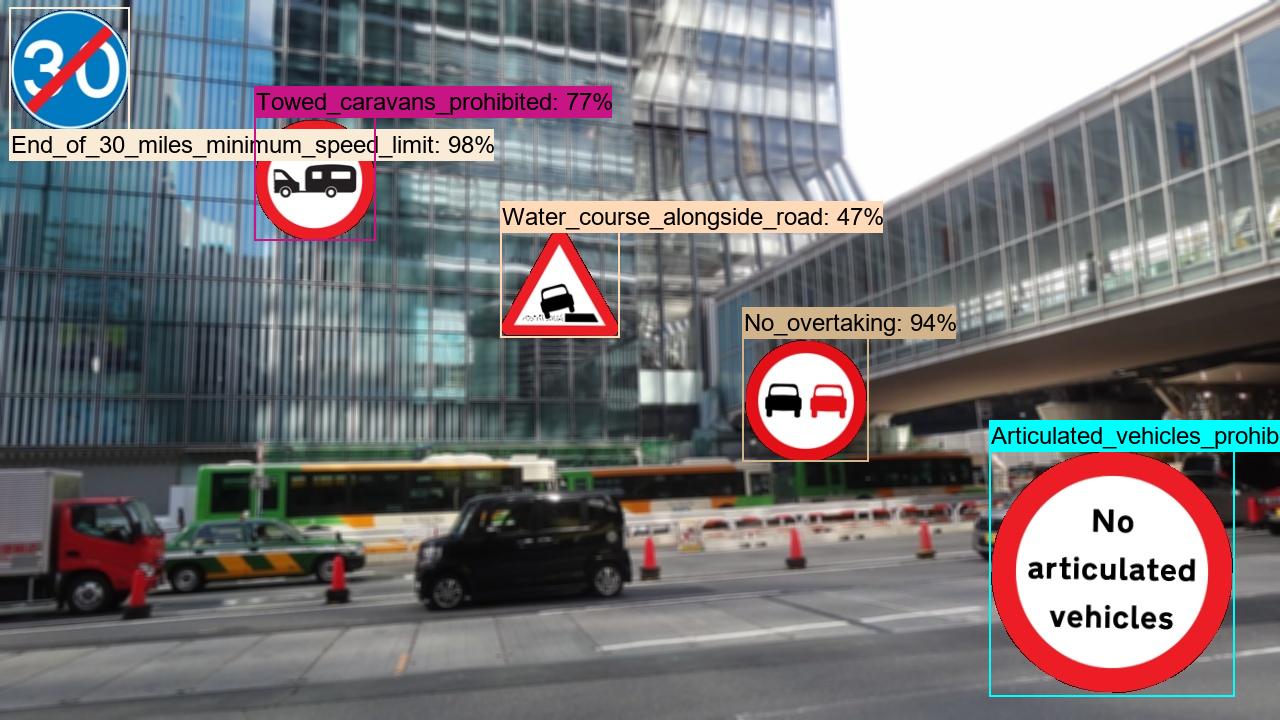 30
Towed_caravans_prohibited: 77%
End_of_30_miles_minimum_speed_limit: 98%
Water_course_alongside_road: 47%
No_overtaking: 94%
Articulated_vehicles_prohib
No
articulated
vehicles